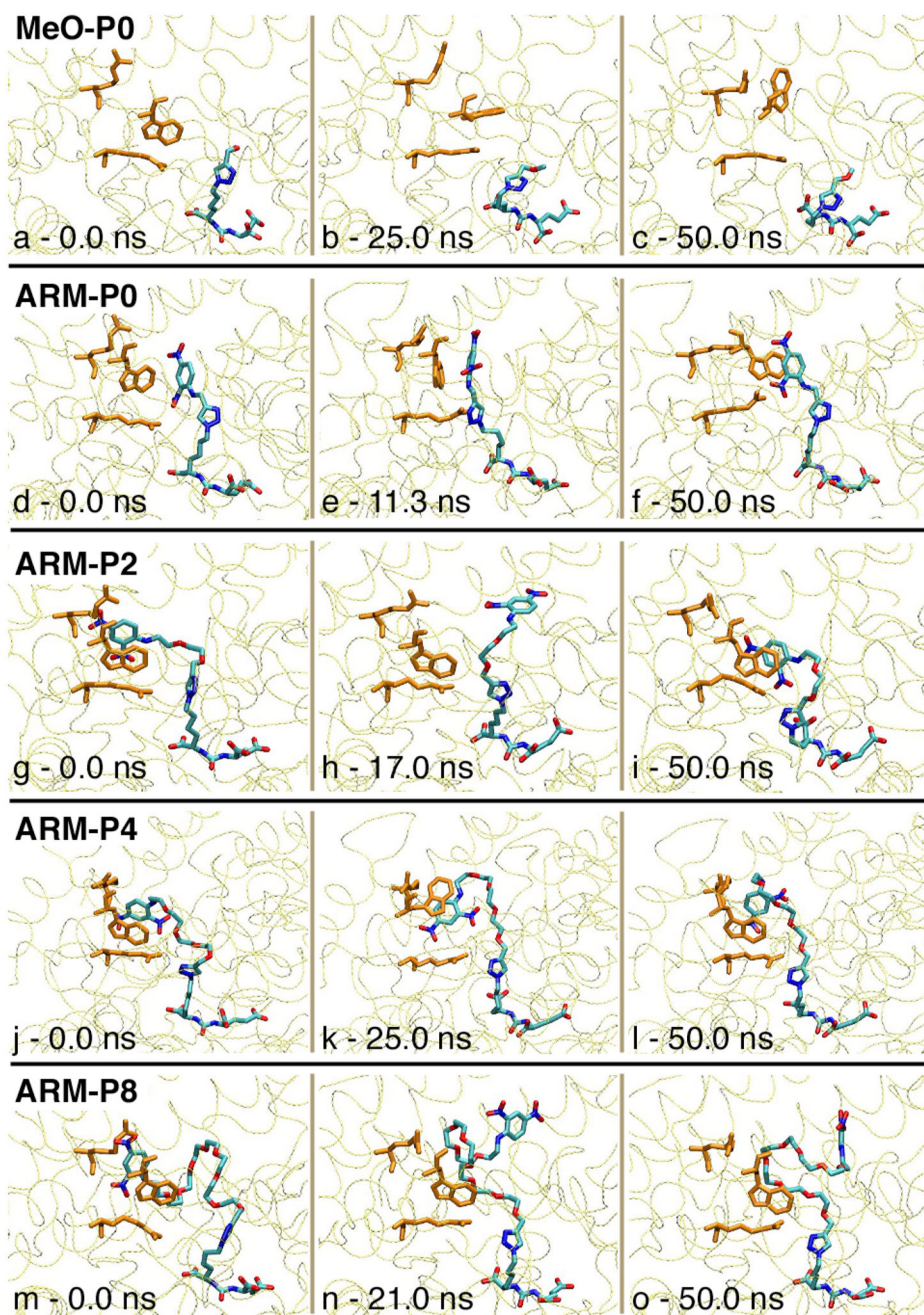 MeO-P0
a - 0.0 ns
b - 25.0 ns
c - 50.0 ns
ARM-P0
d - 0.0 ns
e - 11.3 ns
f - 50.0 ns
ARM-P2
g - 0.0 ns
h - 17.0 ns
i - 50.0 ns
ARM-P4
j - 0.0 ns
k - 25.0 ns
l - 50.0 ns
ARM-P8
m - 0.0 ns
n - 21.0 ns
o - 50.0 ns